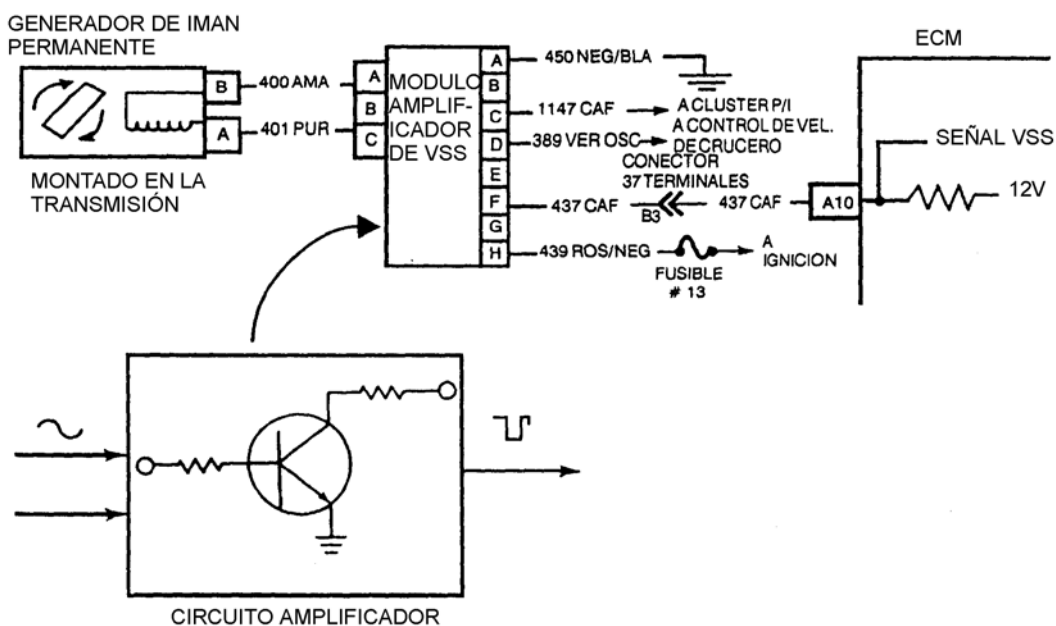 GENERADOR DE IMAN
PERMANENTE
B
400 AMA
A
401 PUR
MONTADO EN LA
TRANSMISIÓN
A
B
C
MODULO
AMPLIF-
ICADOR
DE VSS
A
B
C
D
E
F
G
H
450 NEG/BLA
1147 CAF
A CLUSTER P/I
389 VER OSC
A CONTROL DE VEL.
DE CRUCERO
CONECTOR
37 TERMINALES
437 CAF
B3
437 CAF
A10
439 ROS/NEG
FUSIBLE
# 13
A
IGNICION
ECM
SEÑAL VSS
12V
CIRCUITO AMPLIFICADOR